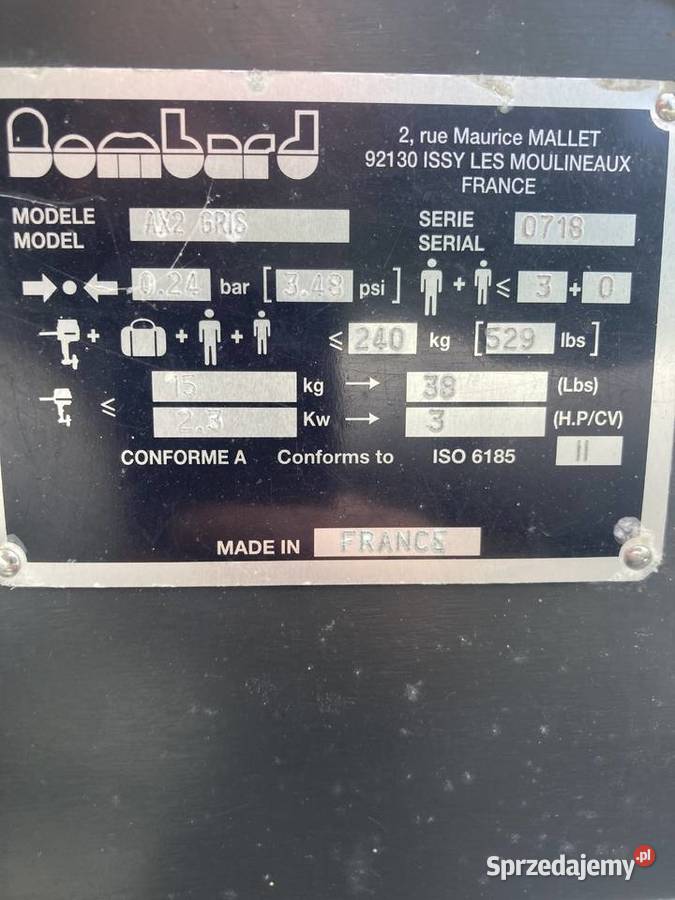 Bombard
2, rue Maurice MALLET
92130 ISSY LES MOULINEAUX
FRANCE
MODELE AX2 GRIS SERIE 0718
MODEL SERIAL
0.24 bar [3.48 psi] + ≤ 3 + 0
+ + + ≤ 240 kg [529 lbs]
≤ 15 kg → 38 (Lbs)
2.3 Kw → 3 (H.P/CV)
CONFORME A Conforms to ISO 6185 II
MADE IN FRANCE
Sprzedajemy.pl